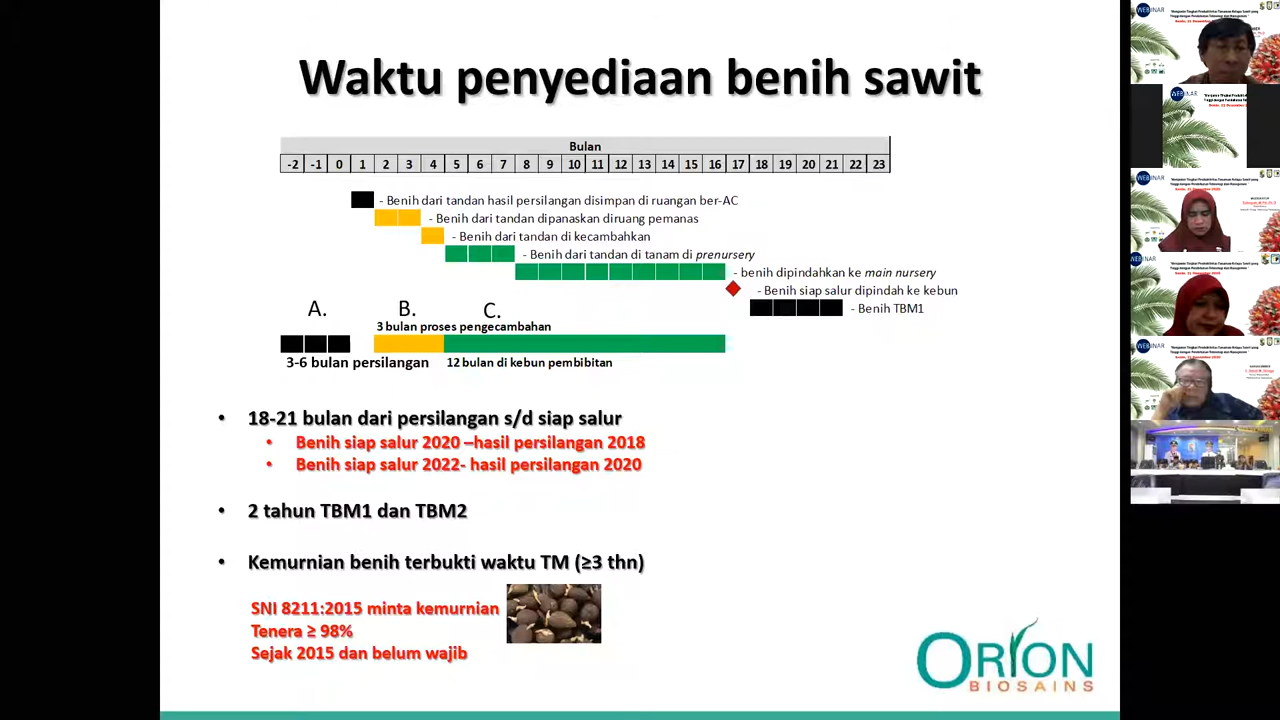 Waktu penyediaan benih sawit
Bulan
-2 -1 0 1 2 3 4 5 6 7 8 9 10 11 12 13 14 15 16 17 18 19 20 21 22 23
- Benih dari tandan hasil persilangan disimpan di ruangan ber-AC
- Benih dari tandan dipanaskan diruang pemanas
- Benih dari tandan di kecambahkan
- Benih dari tandan di tanam di prenursery
- benih dipindahkan ke main nursery
- Benih siap salur dipindah ke kebun
- Benih TBM1
A. B. C.
3 bulan proses pengecambahan
3-6 bulan persilangan
12 bulan di kebun pembibitan
• 18-21 bulan dari persilangan s/d siap salur
• Benih siap salur 2020 –hasil persilangan 2018
• Benih siap salur 2022- hasil persilangan 2020
• 2 tahun TBM1 dan TBM2
• Kemurnian benih terbukti waktu TM (≥3 thn)
SNI 8211:2015 minta kemurnian
Tenera ≥ 98%
Sejak 2015 dan belum wajib
ORION
BIOSAINS
WEBINAR
WEBINAR
WEBINAR
WEBINAR
WEBINAR